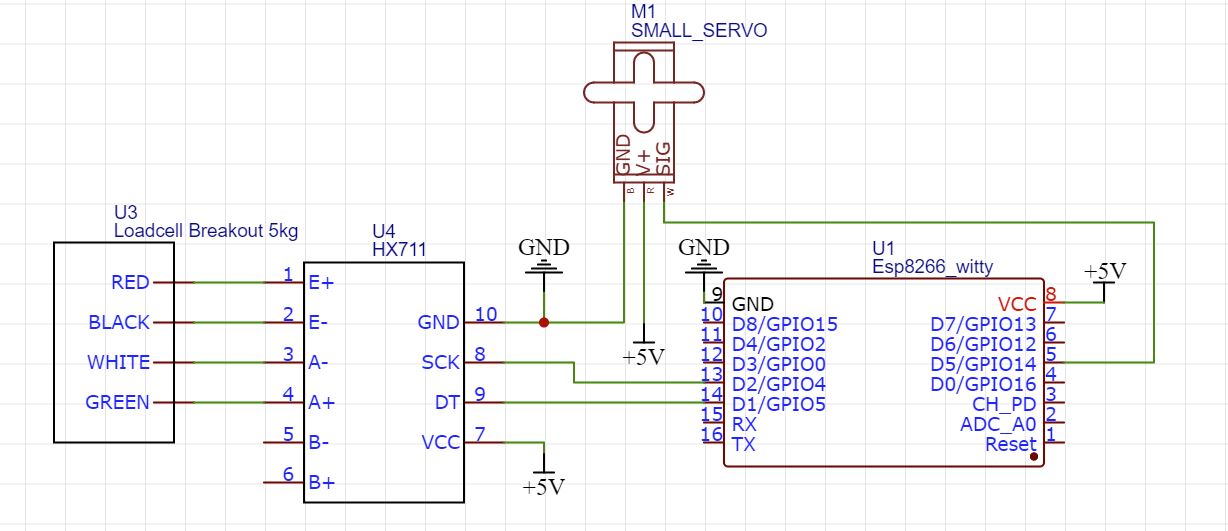 M1
SMALL_SERVO
GND
V+
SIG
B
R
W
U3
Loadcell Breakout 5kg
RED
BLACK
WHITE
GREEN
U4
HX711
1
E+
2
E-
3
A-
4
A+
5
B-
6
B+
GND
10
SCK
8
DT
9
VCC
7
GND
+5V
+5V
GND
U1
Esp8266_witty
9
GND
10
D8/GPIO15
11
D4/GPIO2
12
D3/GPIO0
13
D2/GPIO4
14
D1/GPIO5
15
RX
16
TX
VCC
8
D7/GPIO13
7
D6/GPIO12
6
D5/GPIO14
5
D0/GPIO16
4
CH_PD
3
ADC_A0
2
Reset
1
+5V